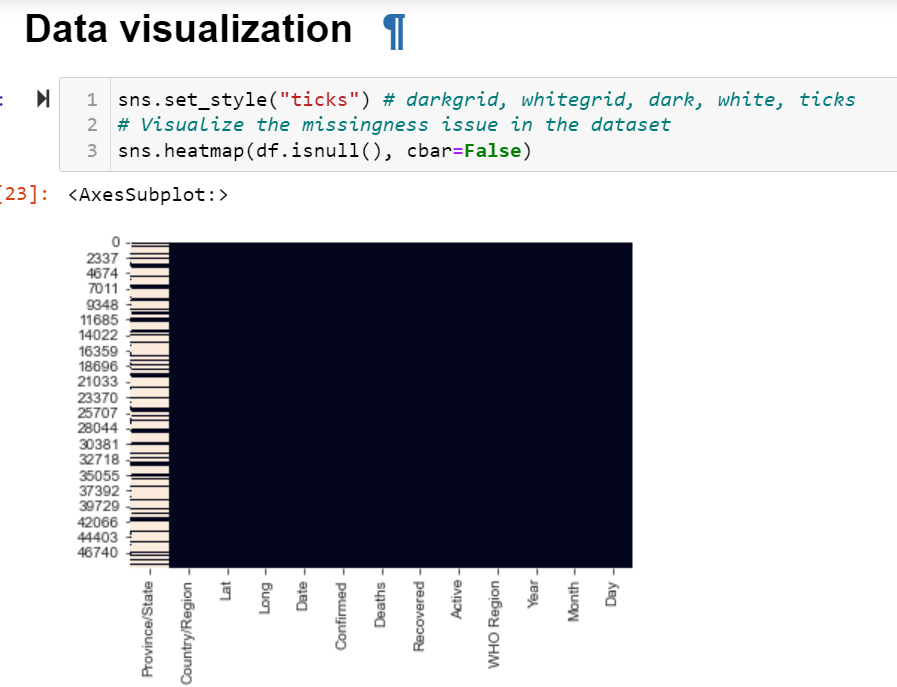 Data visualization ¶
1 sns.set_style("ticks") # darkgrid, whitegrid, dark, white, ticks
2 # Visualize the missingness issue in the dataset
3 sns.heatmap(df.isnull(), cbar=False)
[23]: <AxesSubplot:>
0
2337
4674
7011
9348
11685
14022
16359
18696
21033
23370
25707
28044
30381
32718
35055
37392
39729
42066
44403
46740
Province/State
Country/Region
Lat
Long
Date
Confirmed
Deaths
Recovered
Active
WHO Region
Year
Month
Day